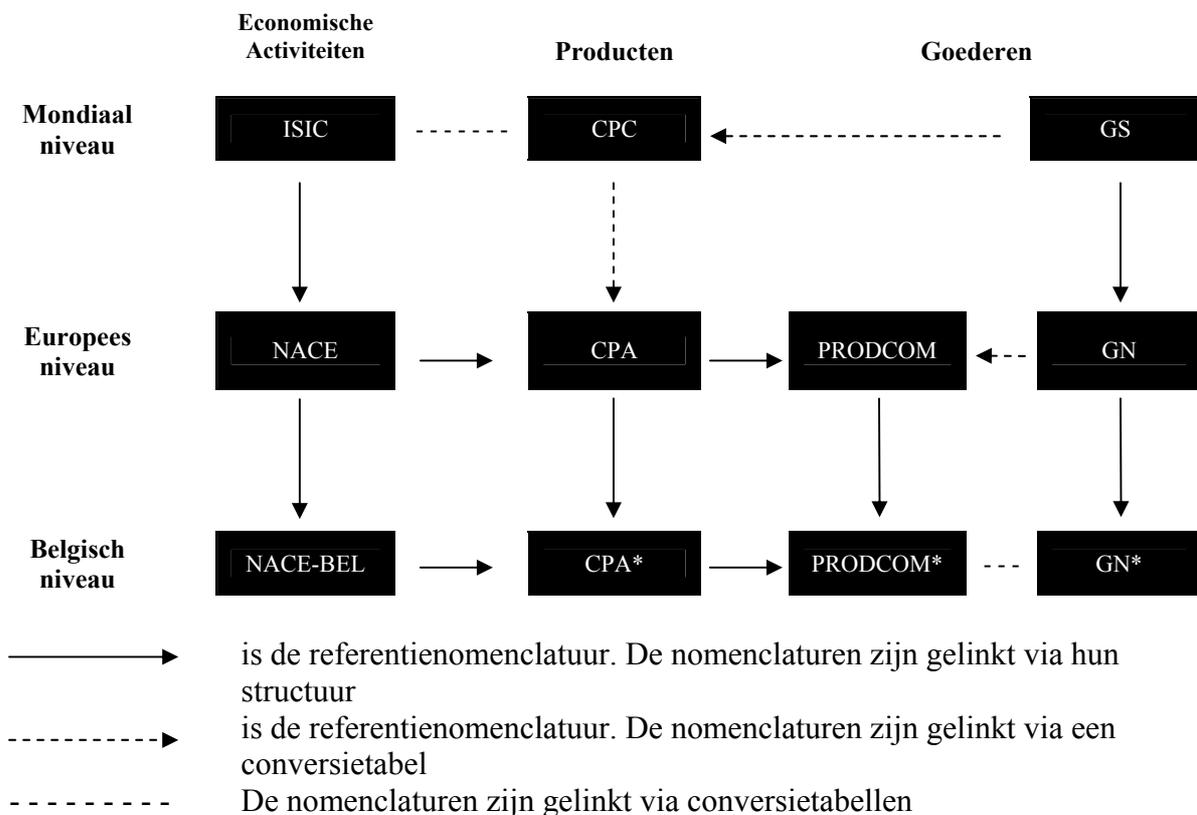 Economische
Activiteiten
Producten
Goederen
Mondiaal
niveau
ISIC
CPC
GS
Europees
niveau
NACE
CPA
PRODCOM
GN
Belgisch
niveau
NACE-BEL
CPA*
PRODCOM*
GN*
is de referentienomenclatuur. De nomenclaturen zijn gelinkt via hun
structuur
is de referentienomenclatuur. De nomenclaturen zijn gelinkt via een
conversietabel
De nomenclaturen zijn gelinkt via conversietabellen